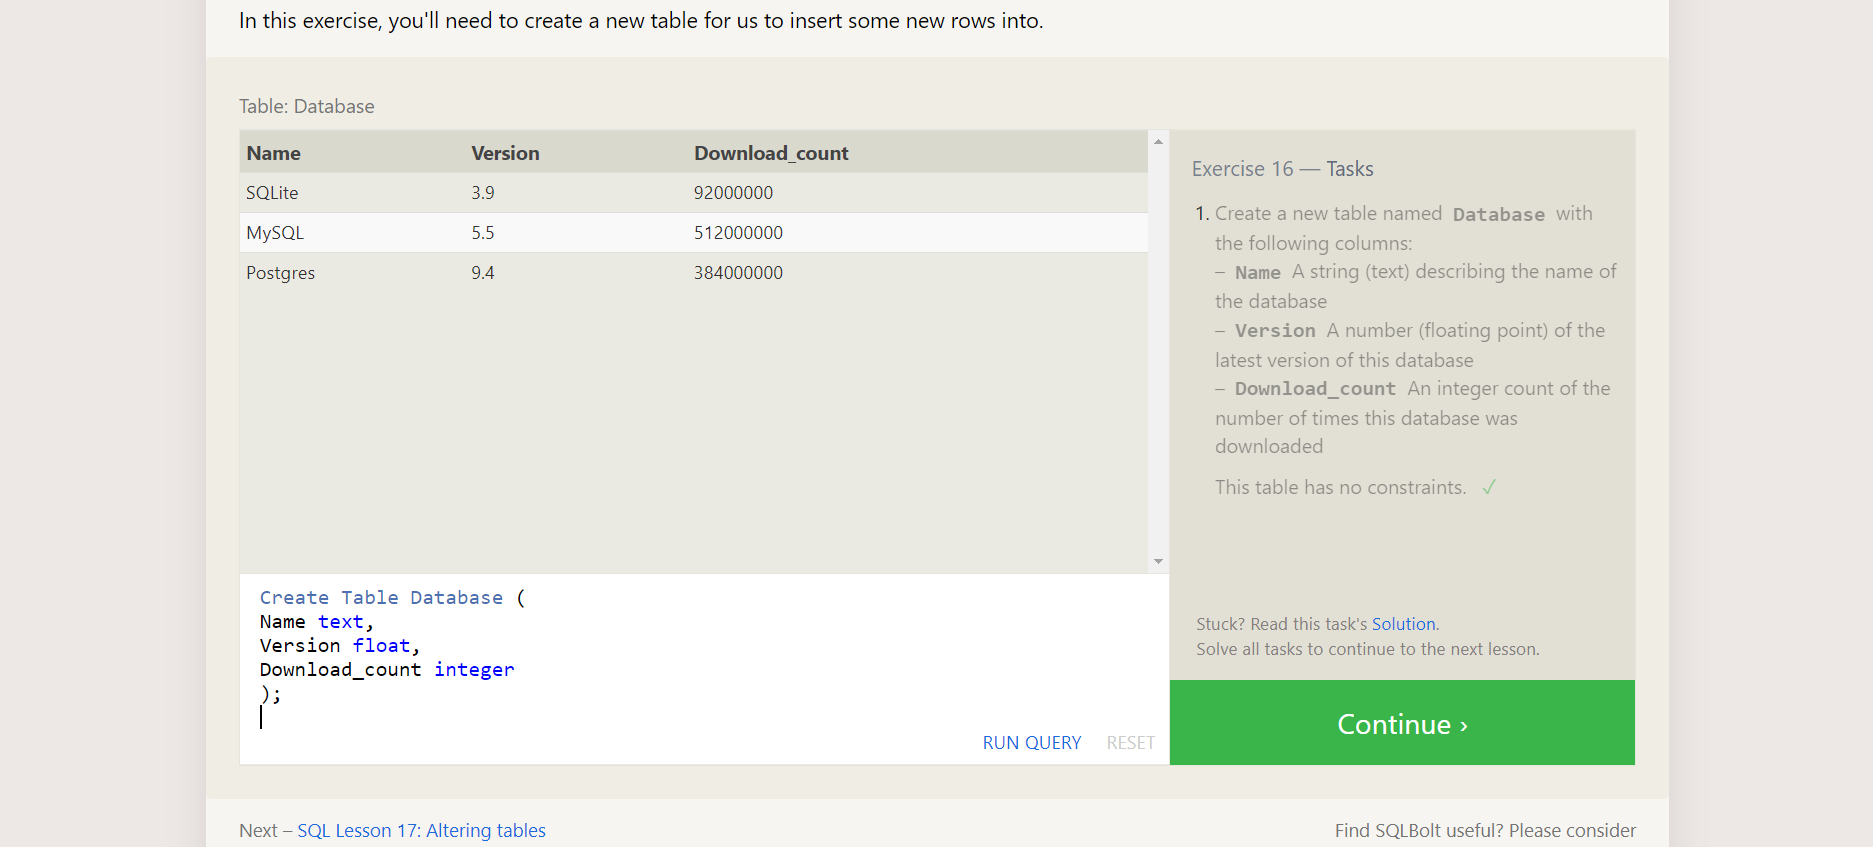 In this exercise, you'll need to create a new table for us to insert some new rows into.
Table: Database
Name Version Download_count
SQLite 3.9 92000000
MySQL 5.5 512000000
Postgres 9.4 384000000
Create Table Database (
Name text,
Version float,
Download_count integer
);
RUN QUERY RESET
Exercise 16 — Tasks
1. Create a new table named Database with
the following columns:
– Name A string (text) describing the name of
the database
– Version A number (floating point) of the
latest version of this database
– Download_count An integer count of the
number of times this database was
downloaded
This table has no constraints. ✓
Stuck? Read this task's Solution.
Solve all tasks to continue to the next lesson.
Continue ›
Next – SQL Lesson 17: Altering tables
Find SQLBolt useful? Please consider